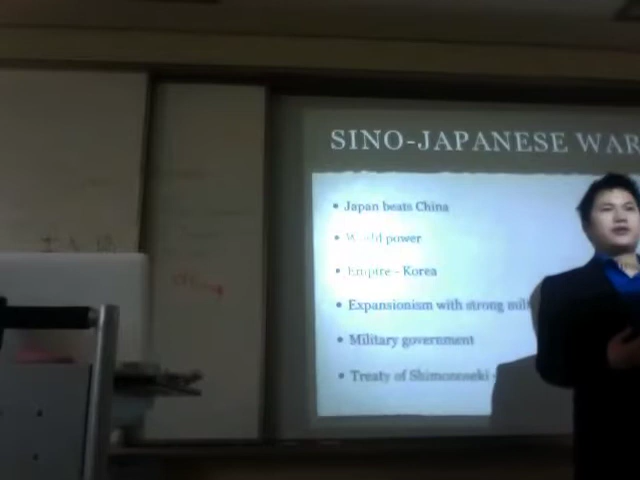 SINO-JAPANESE WAR
• Japan beats China
• World power
• Empire - Korea
• Expansionism with strong
• Military government
• Treaty of Shimonoseki -